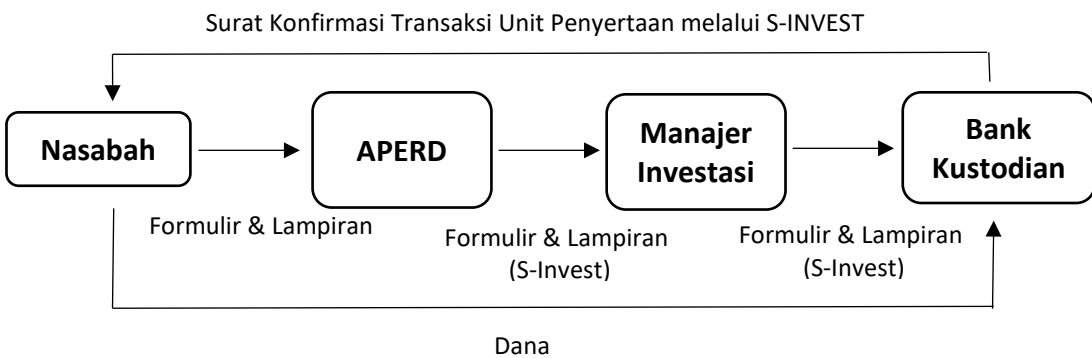 Surat Konfirmasi Transaksi Unit Penyertaan melalui S-INVEST
Nasabah
APERD
Manajer
Investasi
Bank
Kustodian
Formulir & Lampiran
Formulir & Lampiran
(S-Invest)
Formulir & Lampiran
(S-Invest)
Dana